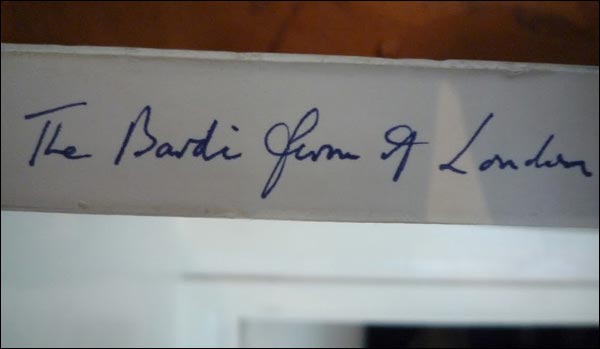 The Bardi firm of London